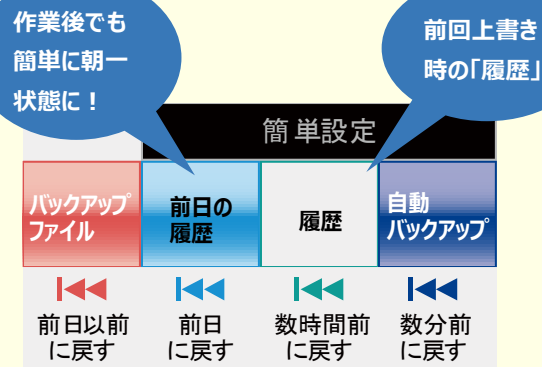 作業後でも
簡単に朝一
状態に！
前回上書き
時の「履歴」
簡単設定
バックアップ
ファイル
前日の
履歴
履歴
自動
バックアップ
前日以前
に戻す
前日
に戻す
数時間前
に戻す
数分前
に戻す